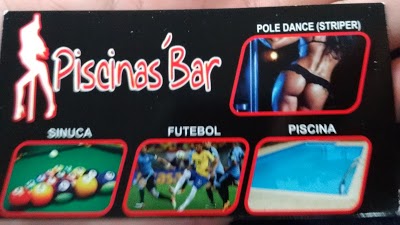 POLE DANCE (STRIPER)
Piscinas'Bar
SINUCA
FUTEBOL
PISCINA